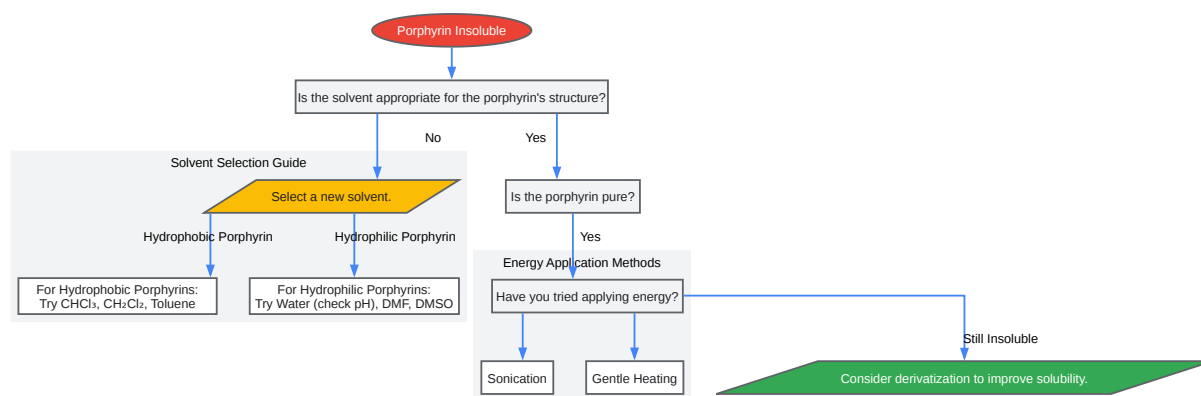 Porphyrin Insoluble
Is the solvent appropriate for the porphyrin's structure?
No
Yes
Solvent Selection Guide
Select a new solvent.
Is the porphyrin pure?
Hydrophobic Porphyrin
Hydrophilic Porphyrin
Yes
Energy Application Methods
For Hydrophobic Porphyrins:
Try CHCl₃, CH₂Cl₂, Toluene
For Hydrophilic Porphyrins:
Try Water (check pH), DMF, DMSO
Have you tried applying energy?
Still Insoluble
Sonication
Gentle Heating
Consider derivatization to improve solubility.